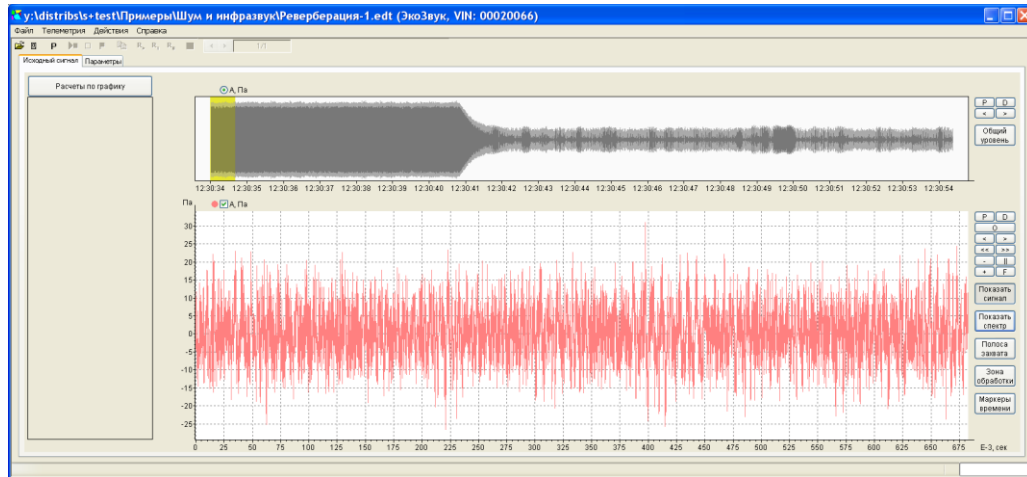 y:\distribs\s+test\Примеры\Шум и инфразвук\Реверберация-1.edt (ЭкоЗвук, VIN: 00020066)
Файл Телеметрия Действия Справка
P 1/1
Исходный сигнал Параметры
Расчеты по графику
A, Па
P D
< >
Общий уровень
12:30:34 12:30:35 12:30:36 12:30:37 12:30:38 12:30:39 12:30:40 12:30:41 12:30:42 12:30:43 12:30:44 12:30:45 12:30:46 12:30:47 12:30:48 12:30:49 12:30:50 12:30:51 12:30:52 12:30:53 12:30:54
Па A, Па
30
25
20
15
10
5
0
-5
-10
-15
-20
-25
P D
O
< >
<< >>
- ||
+ F
Показать сигнал
Показать спектр
Полоса захвата
Зона обработки
Маркеры времени
0 25 50 75 100 125 150 175 200 225 250 275 300 325 350 375 400 425 450 475 500 525 550 575 600 625 650 675 E-3, сек